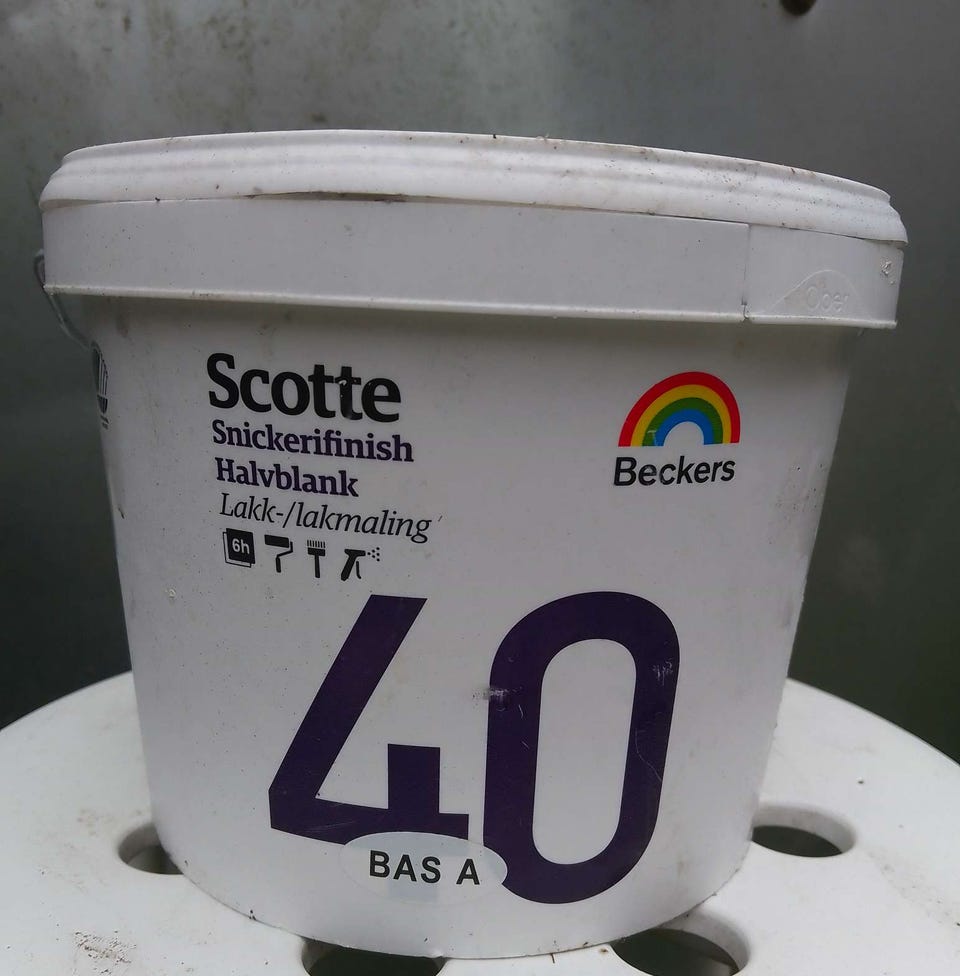 Scotte
Snickerifinish
Halvblank
Lakk-/lakmaling
6h
Beckers
40
BAS A